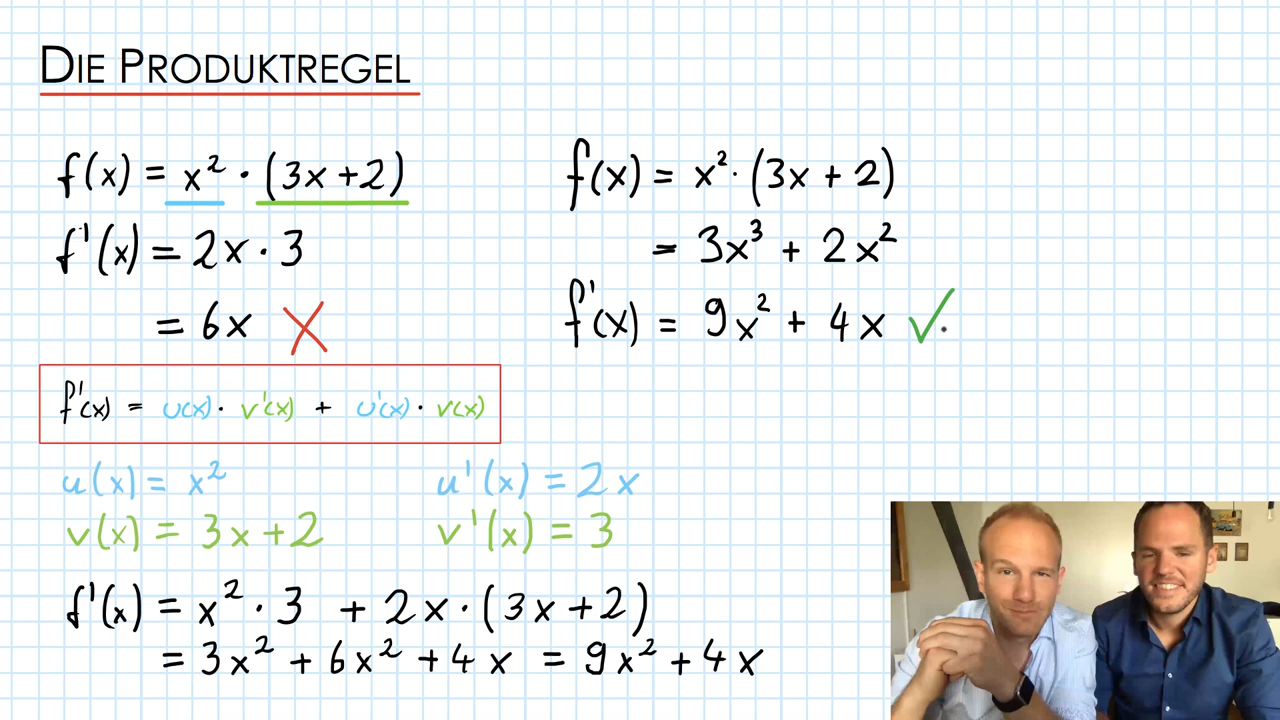 DIE PRODUKTREGEL
f(x) = x² · (3x+2)
f'(x) = 2x · 3
= 6x
f(x) = x² · (3x + 2)
= 3x³ + 2x²
f'(x) = 9x² + 4x
f'(x) = u(x) · v'(x) + u'(x) · v(x)
u(x) = x² u'(x) = 2x
v(x) = 3x+2 v'(x) = 3
f'(x) = x² · 3 + 2x · (3x+2)
= 3x² + 6x² + 4x = 9x² + 4x